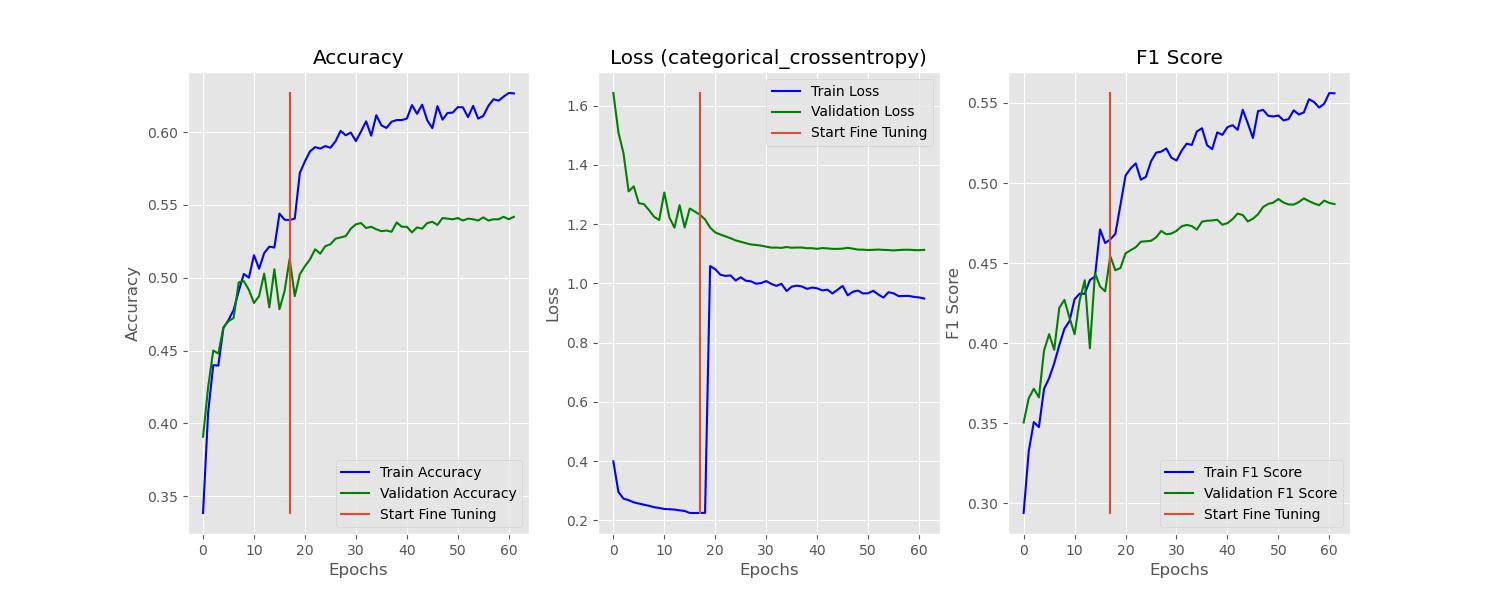 Accuracy
Loss (categorical_crossentropy)
F1 Score
Accuracy
0.60
0.55
0.50
0.45
0.40
0.35
Train Accuracy
Validation Accuracy
Start Fine Tuning
0 10 20 30 40 50 60
Epochs
Loss
1.6
1.4
1.2
1.0
0.8
0.6
0.4
0.2
Train Loss
Validation Loss
Start Fine Tuning
0 10 20 30 40 50 60
Epochs
F1 Score
0.55
0.50
0.45
0.40
0.35
0.30
Train F1 Score
Validation F1 Score
Start Fine Tuning
0 10 20 30 40 50 60
Epochs